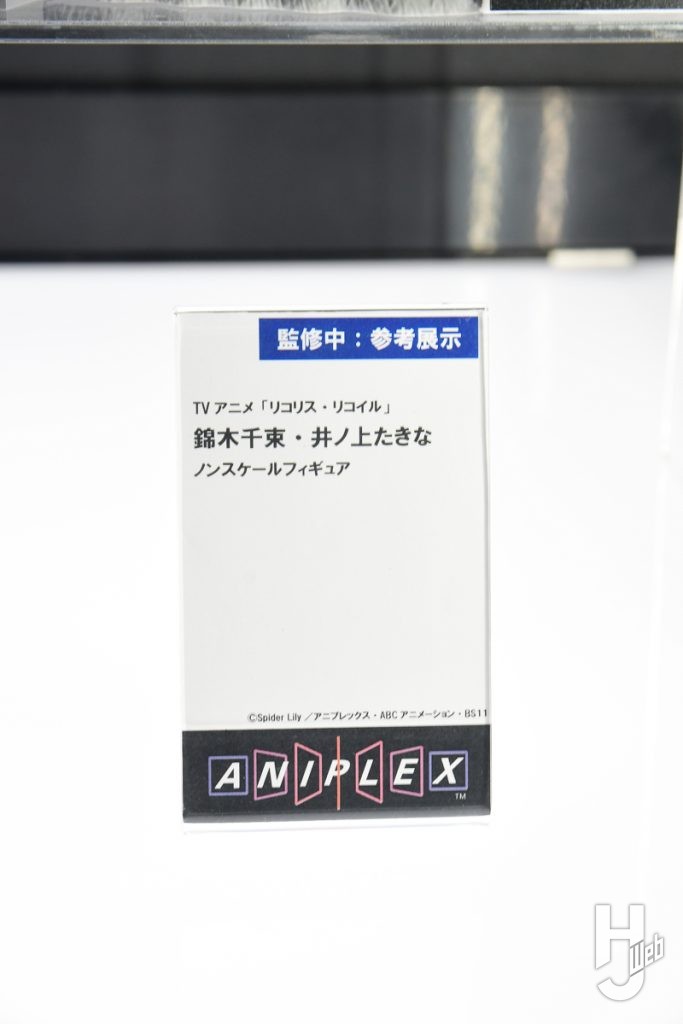 監修中：参考展示
TV アニメ「リコリス・リコイル」
錦木千束・井ノ上たきな
ノンスケールフィギュア
©Spider Lily／アニプレックス・ABC アニメーション・BS11
ANIPLEX
TM
HJ Web